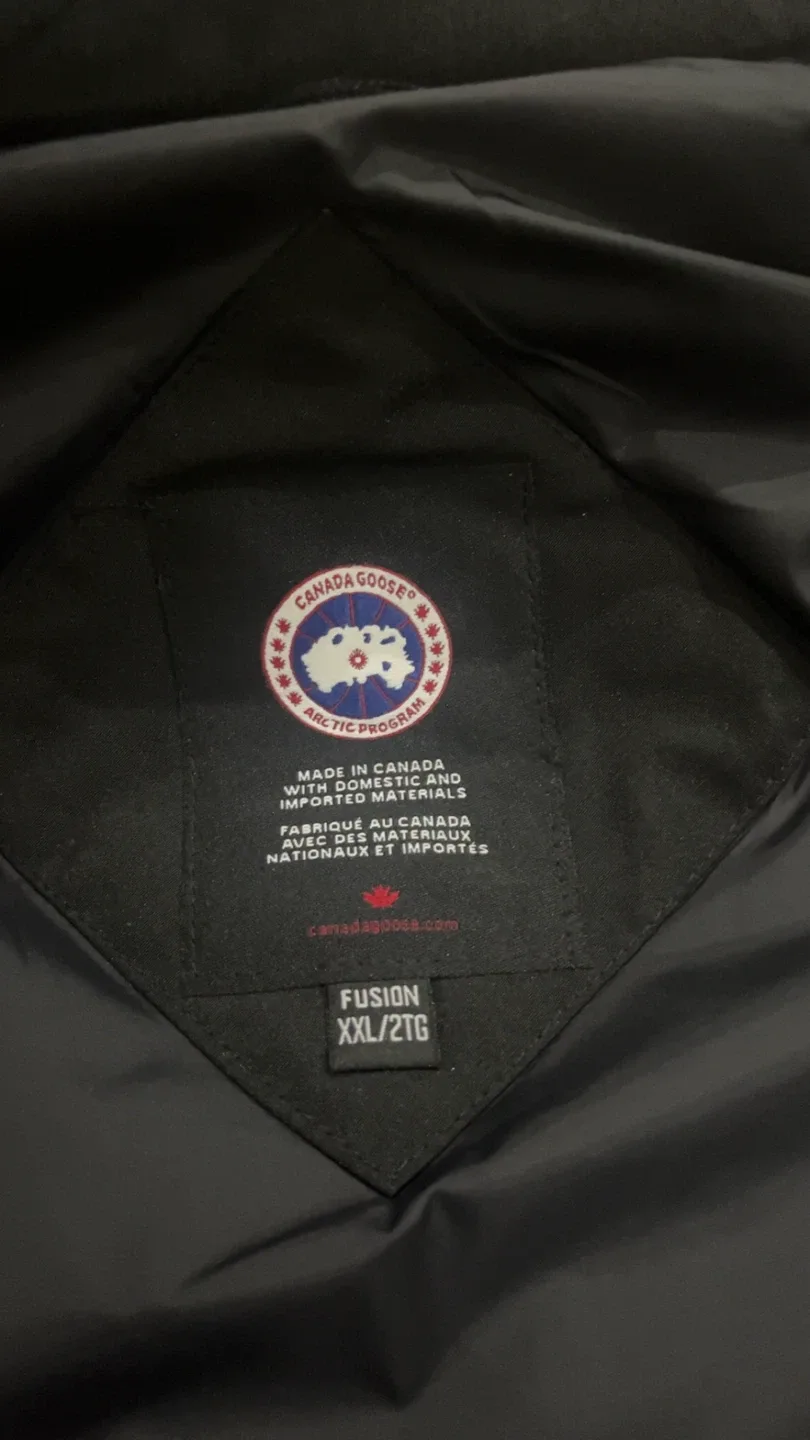 CANADA GOOSE®
ARCTIC PROGRAM
MADE IN CANADA
WITH DOMESTIC AND
IMPORTED MATERIALS
FABRIQUÉ AU CANADA
AVEC DES MATERIAUX
NATIONAUX ET IMPORTÉS
canadagoose.com
FUSION
XXL/2TG